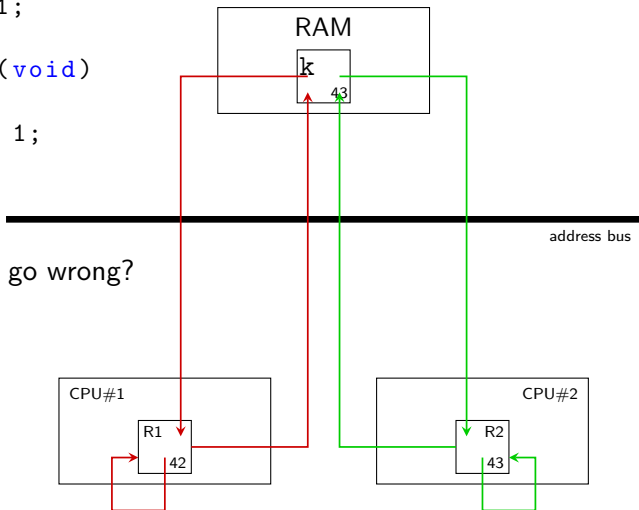 1;
(void)
1;
RAM
k
43
address bus
go wrong?
CPU#1
R1
42
CPU#2
R2
43